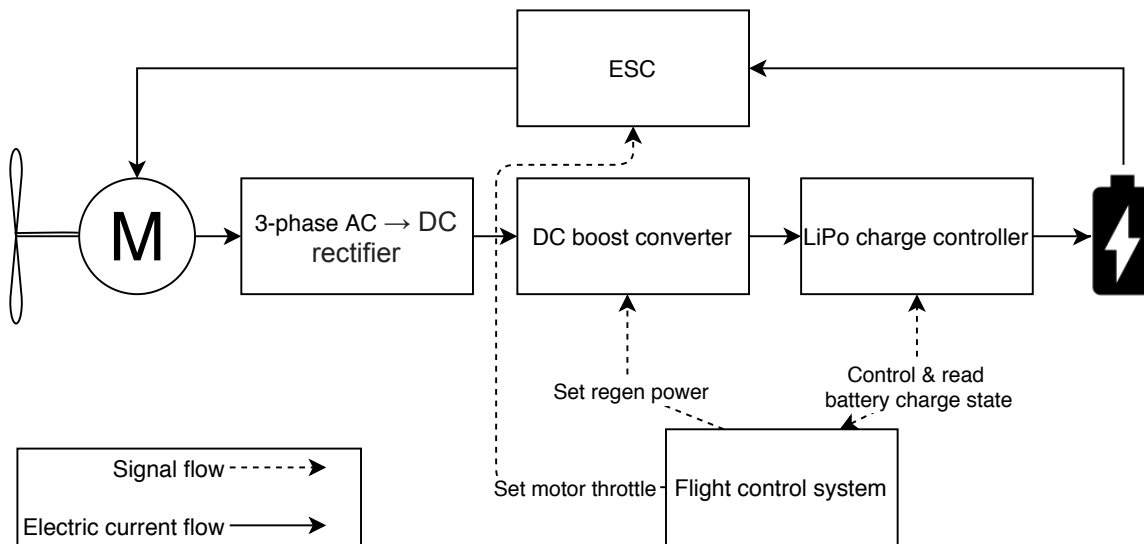 ESC
M
3-phase AC → DC
rectifier
DC boost converter
LiPo charge controller
Set regen power
Control & read
battery charge state
Signal flow
Set motor throttle
Flight control system
Electric current flow